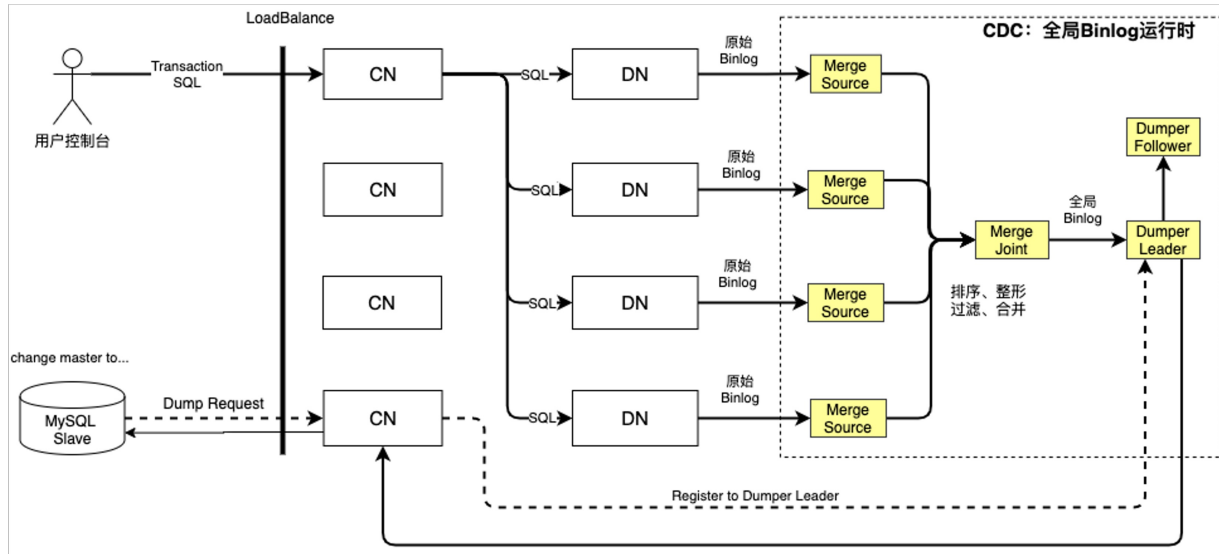 LoadBalance
CDC：全局Binlog运行时
Transaction
SQL
用户控制台
CN
SQL
DN
原始
Binlog
Merge
Source
CN
SQL
DN
原始
Binlog
Merge
Source
CN
SQL
DN
原始
Binlog
Merge
Source
CN
SQL
DN
原始
Binlog
Merge
Source
Merge
Joint
排序、整形
过滤、合并
全局
Binlog
Dumper
Follower
Dumper
Leader
change master to...
MySQL
Slave
Dump Request
Register to Dumper Leader